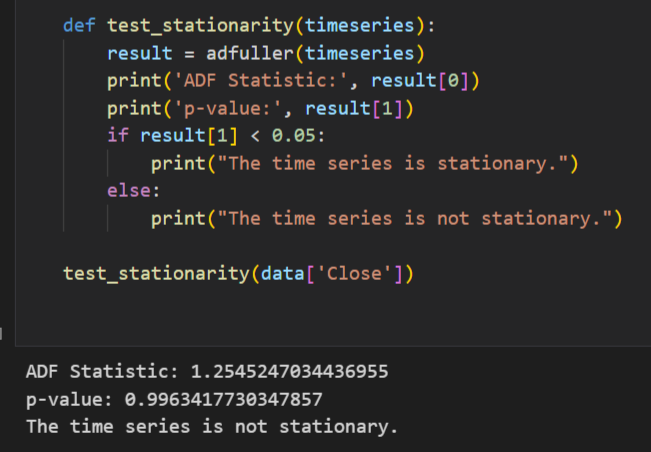 def test_stationarity(timeseries):
    result = adfuller(timeseries)
    print('ADF Statistic:', result[0])
    print('p-value:', result[1])
    if result[1] < 0.05:
        print("The time series is stationary.")
    else:
        print("The time series is not stationary.")
test_stationarity(data['Close'])
ADF Statistic: 1.2545247034436955
p-value: 0.9963417730347857
The time series is not stationary.